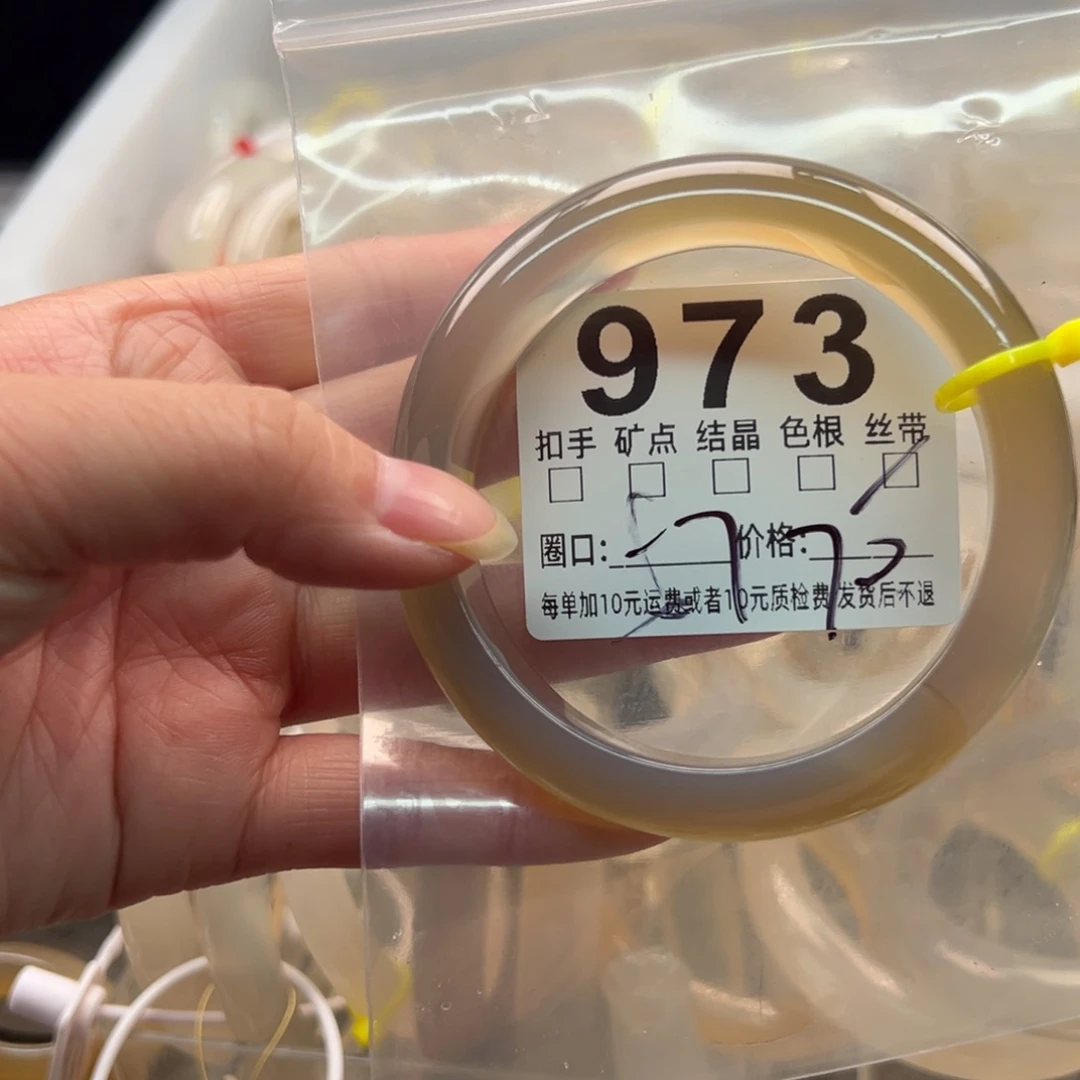 973
扣手 矿点 结晶 色根 丝带
圈口: 价格:
每单加10元运费或者10元质检费 发货后不退